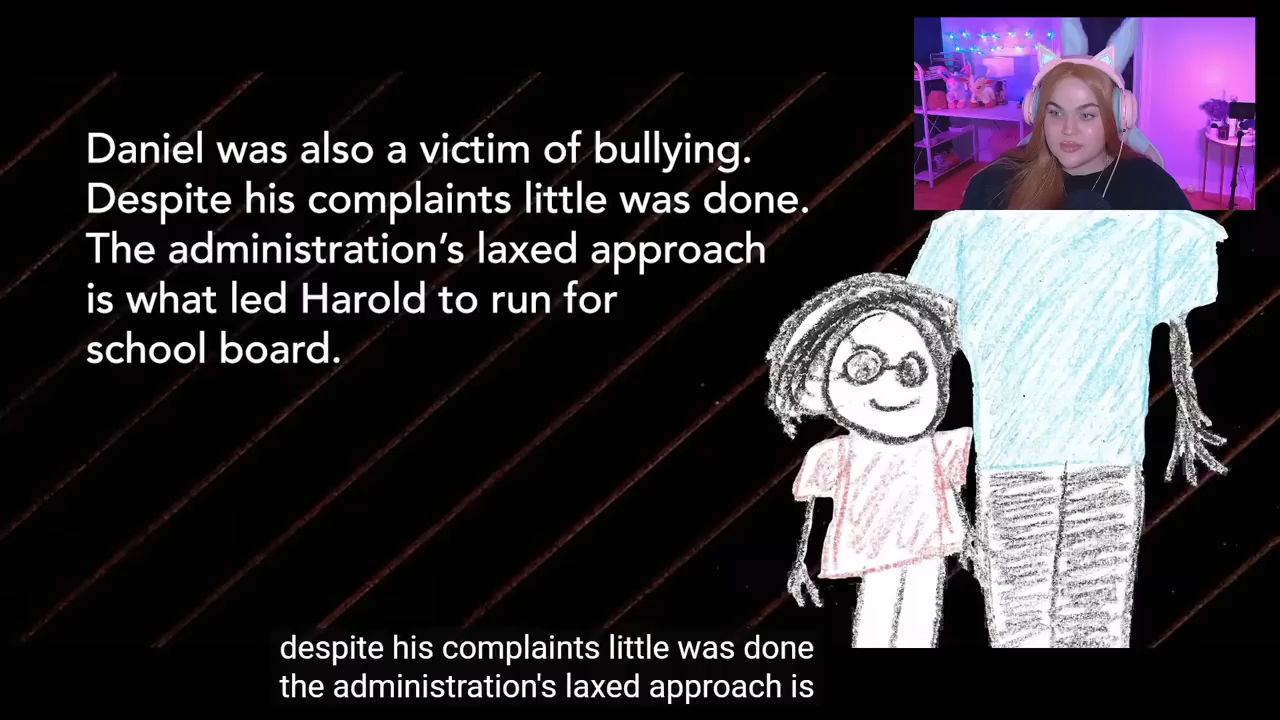 Daniel was also a victim of bullying.
Despite his complaints little was done.
The administration’s laxed approach
is what led Harold to run for
school board.
despite his complaints little was done
the administration's laxed approach is